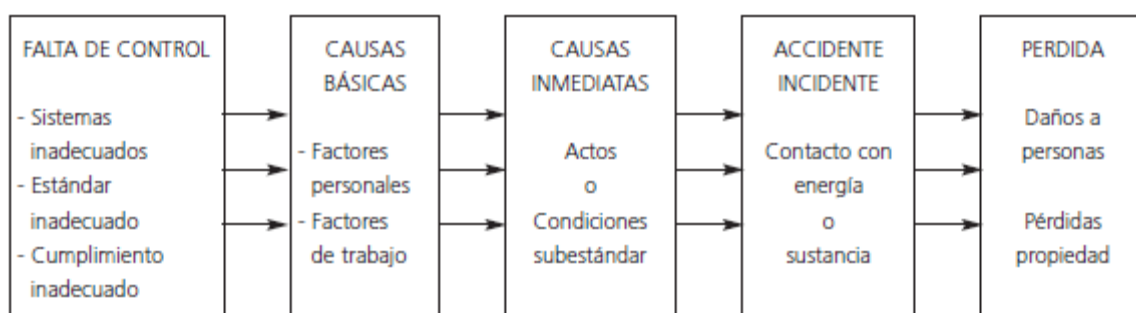 FALTA DE CONTROL
- Sistemas
inadecuados
- Estándar
inadecuado
- Cumplimiento
inadecuado
CAUSAS
BÁSICAS
- Factores
personales
- Factores
de trabajo
CAUSAS
INMEDIATAS
Actos
o
Condiciones
subestándar
ACCIDENTE
INCIDENTE
Contacto con
energía
o
sustancia
PERDIDA
Daños a
personas
Pérdidas
propiedad